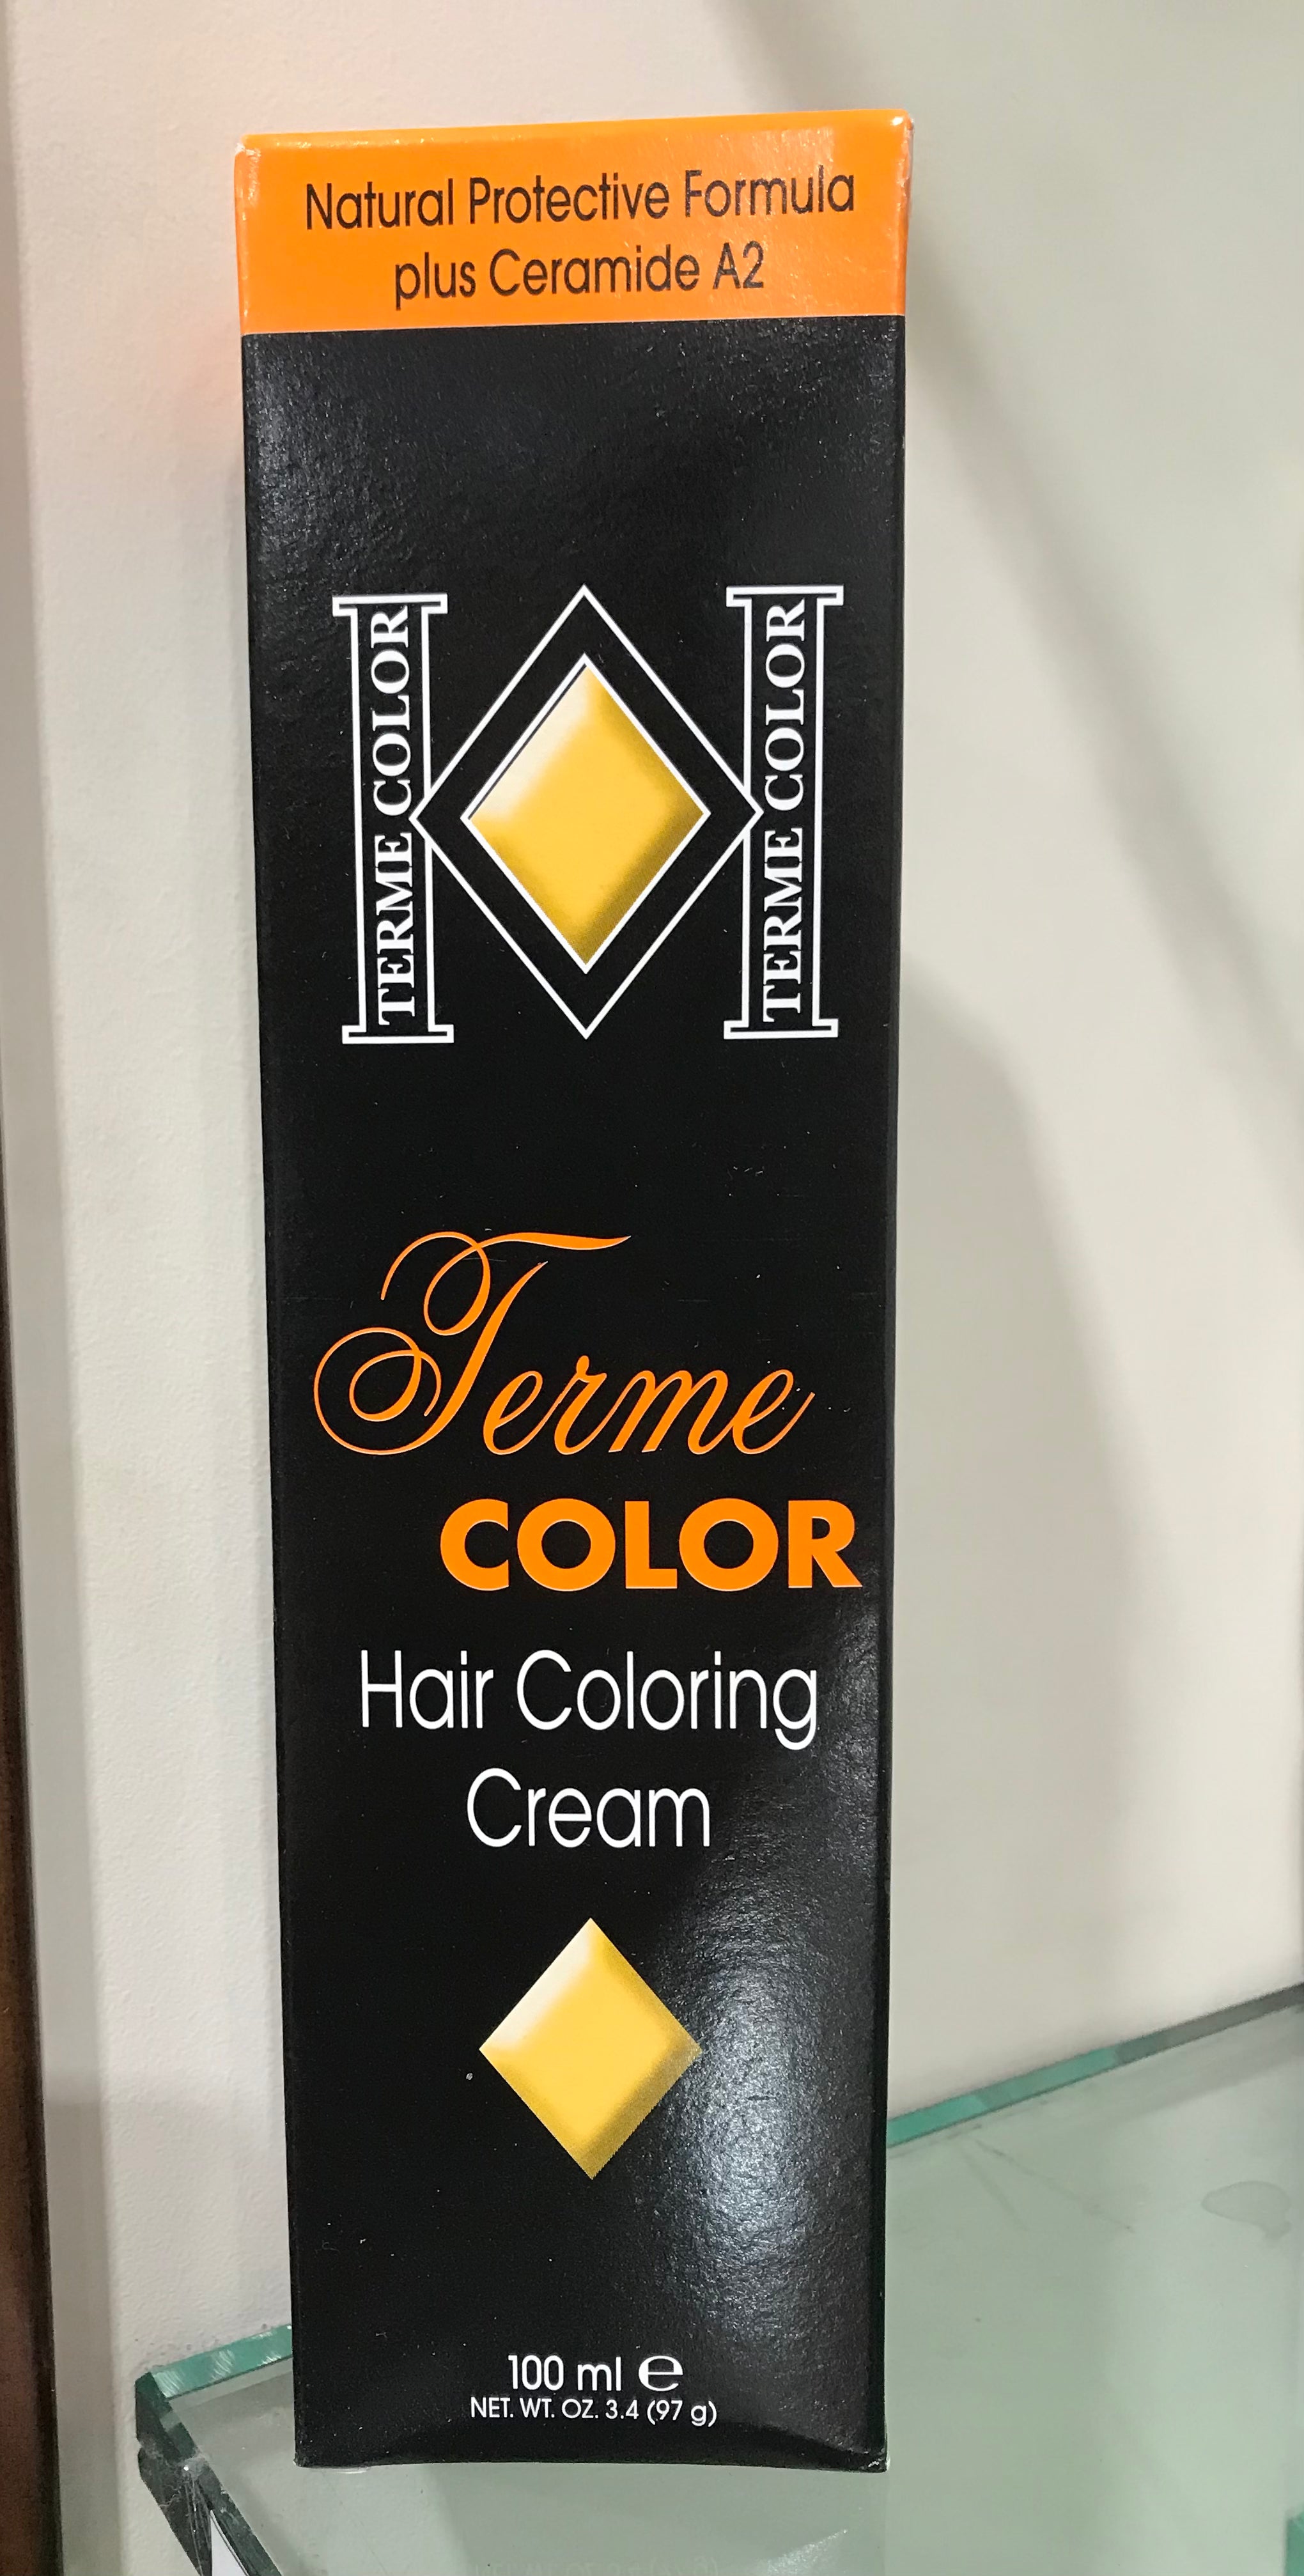 Natural Protective Formula
plus Ceramide A2
TERME COLOR
TERME COLOR
Terme
COLOR
Hair Coloring
Cream
100 ml ℮
NET. WT. OZ. 3.4 (97 g)